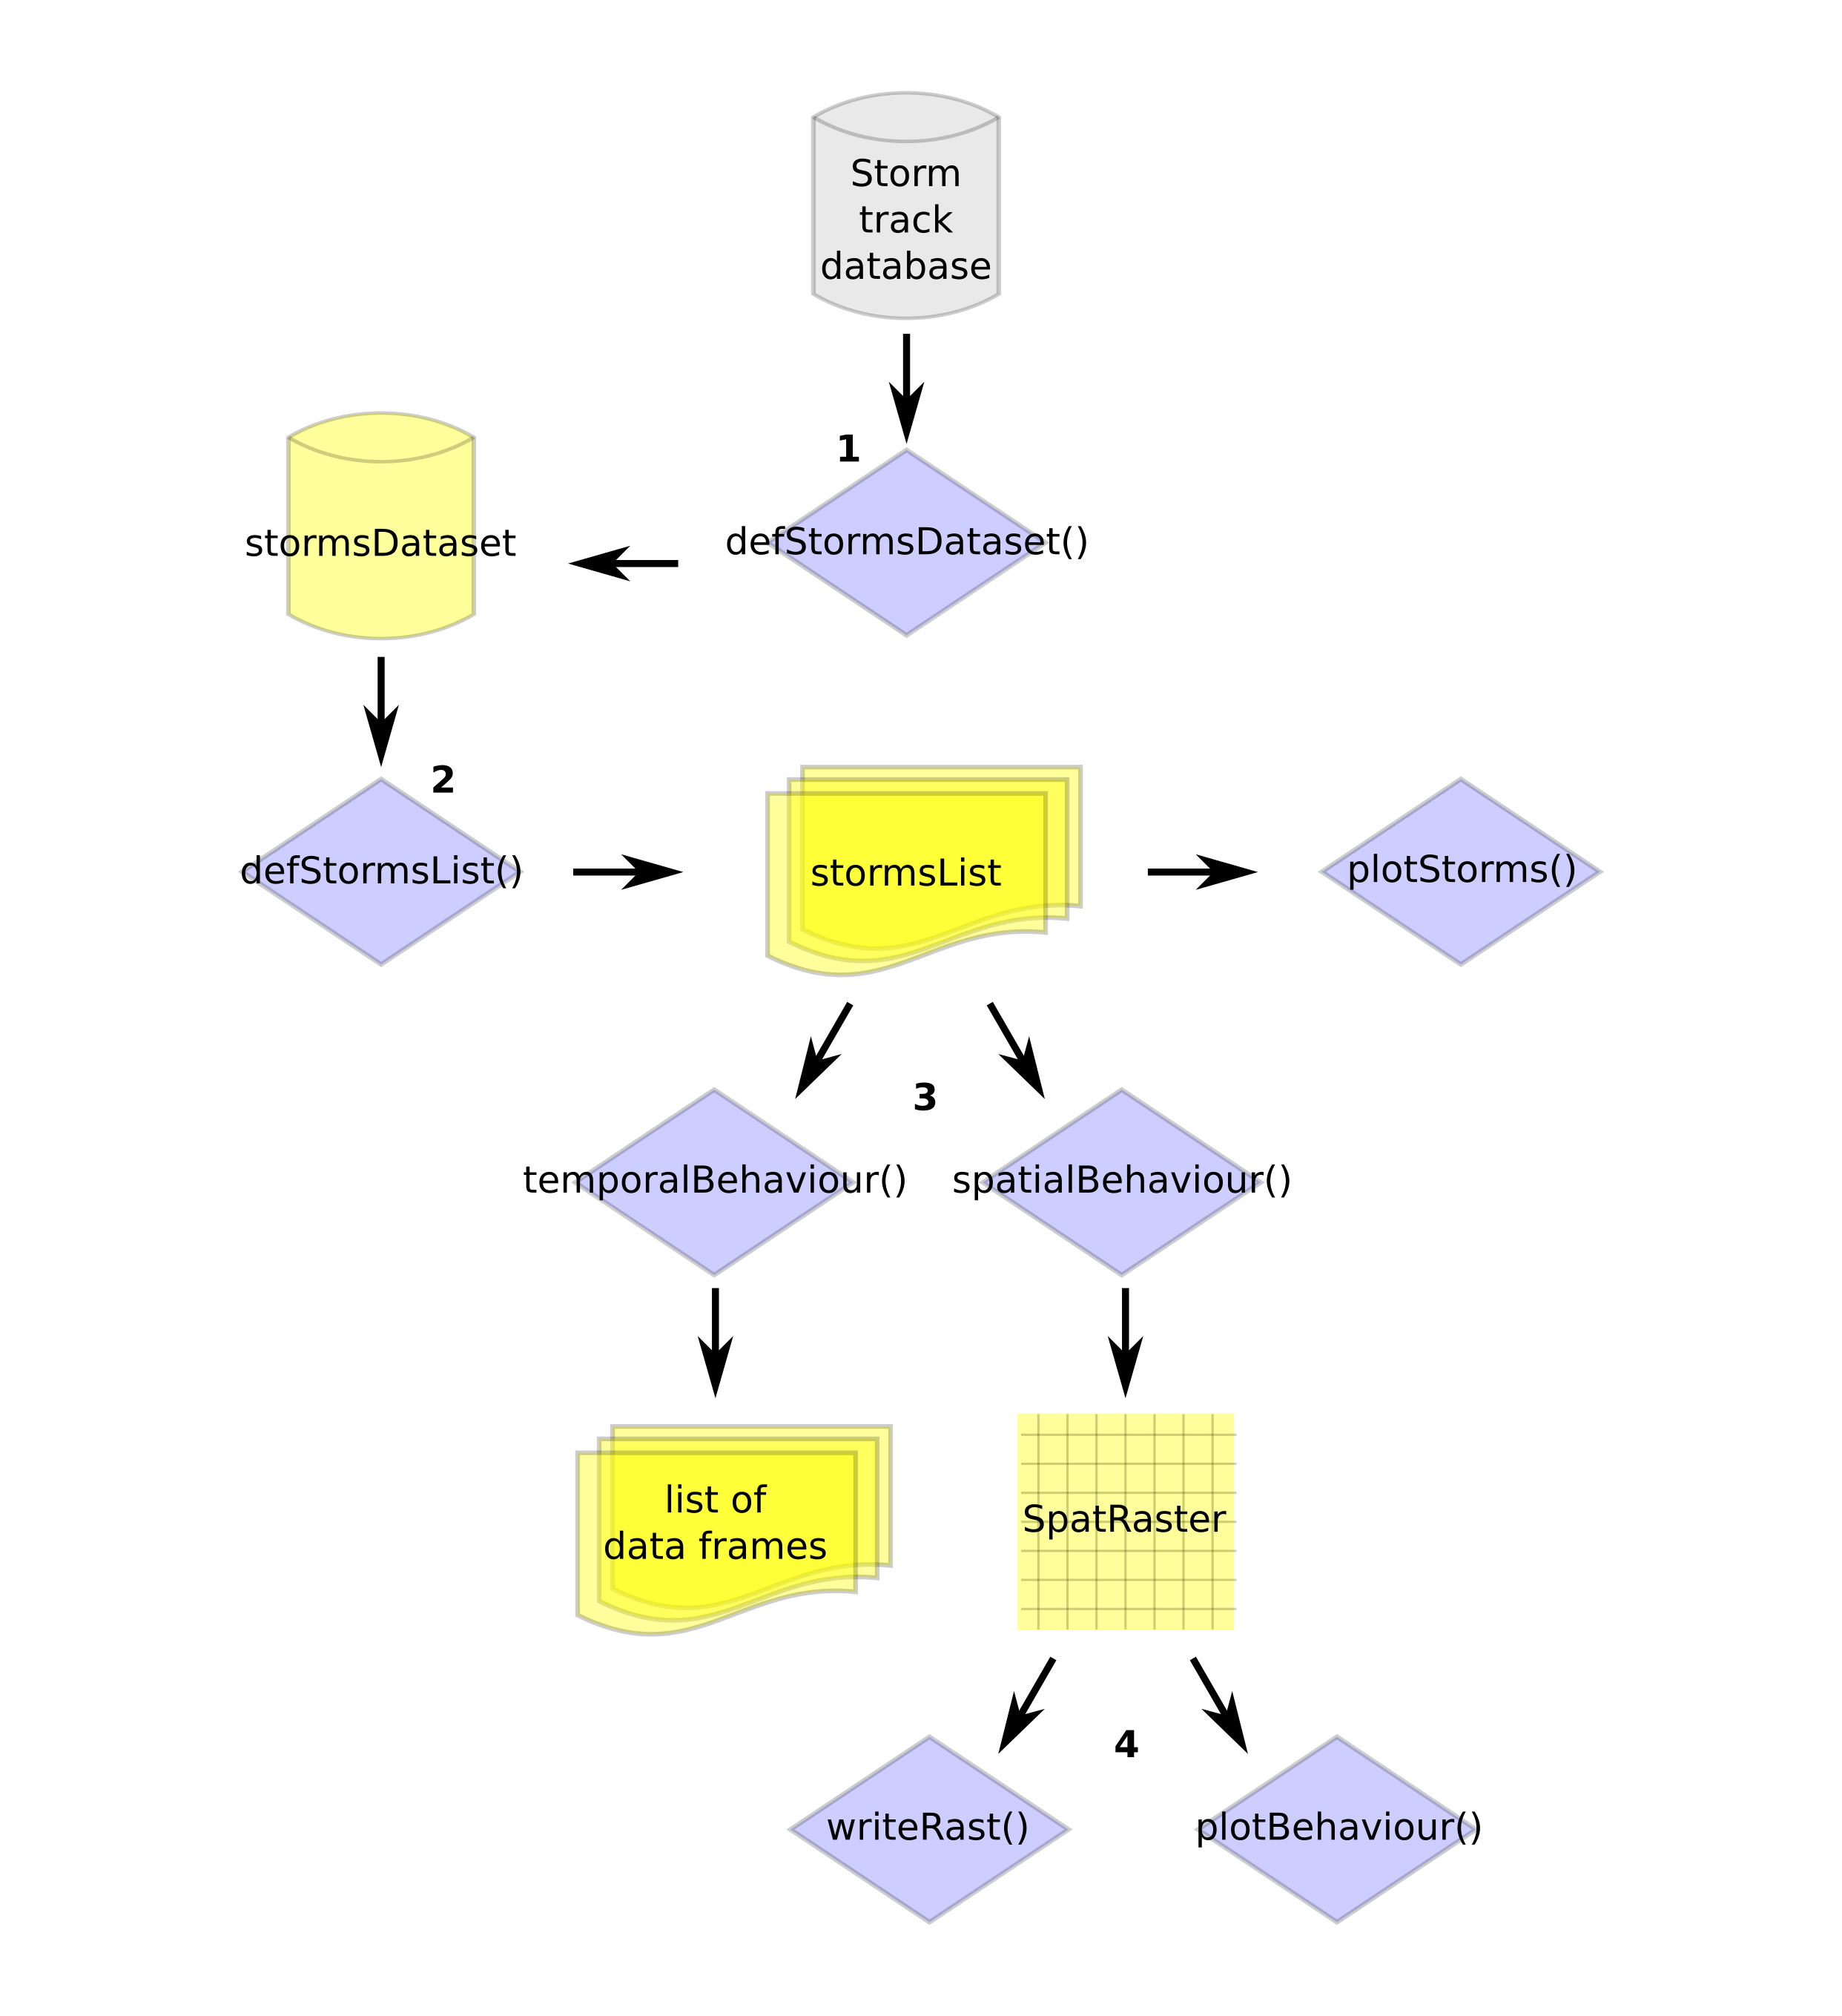 Storm
track
database
1
defStormsDataset()
stormsDataset
2
defStormsList()
stormsList
plotStorms()
3
temporalBehaviour()
spatialBehaviour()
list of
data frames
SpatRaster
4
writeRast()
plotBehaviour()